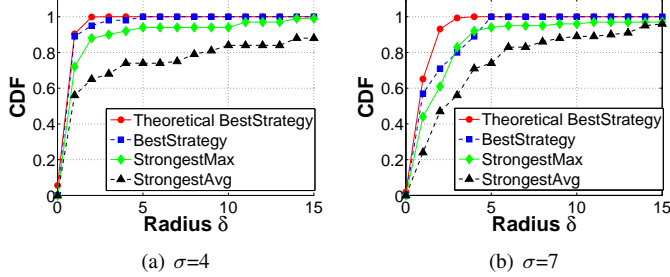 1
0.8
0.6
0.4
0.2
0
CDF
0 5 10 15
Radius δ
Theoretical BestStrategy
BestStrategy
StrongestMax
StrongestAvg
(a) σ=4
1
0.8
0.6
0.4
0.2
0
CDF
0 5 10 15
Radius δ
Theoretical BestStrategy
BestStrategy
StrongestMax
StrongestAvg
(b) σ=7